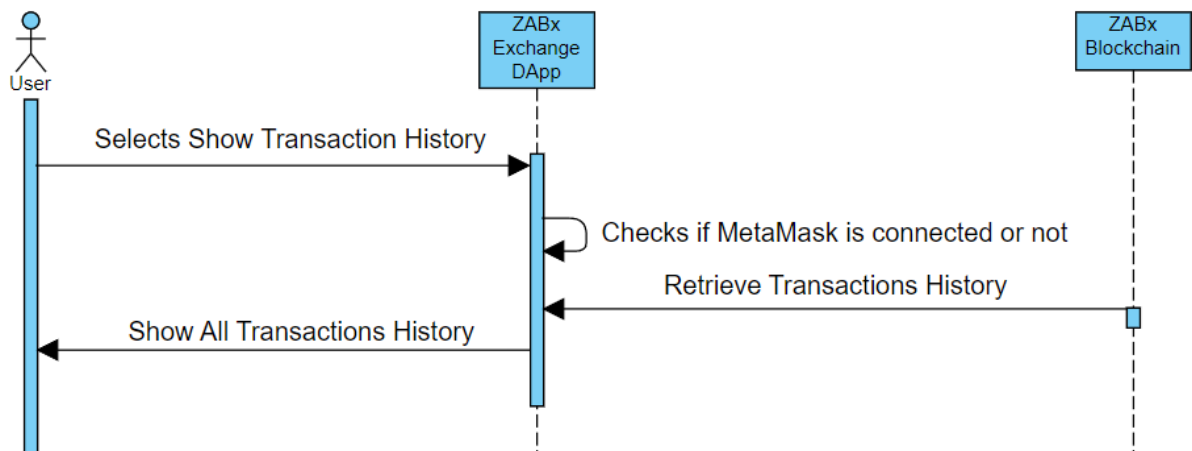 ZABx
Exchange
DApp
ZABx
Blockchain
User
Selects Show Transaction History
Checks if MetaMask is connected or not
Retrieve Transactions History
Show All Transactions History